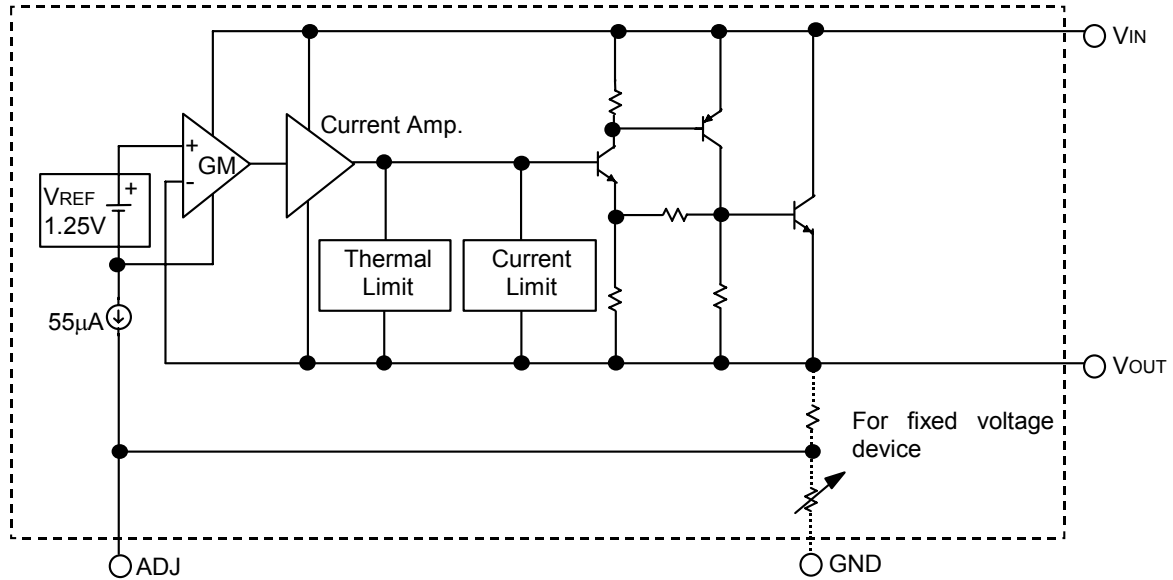 VIN
Current Amp.
+
GM
-
VREF
+
1.25V
Thermal
Limit
Current
Limit
55µA
VOUT
For fixed voltage
device
ADJ
GND